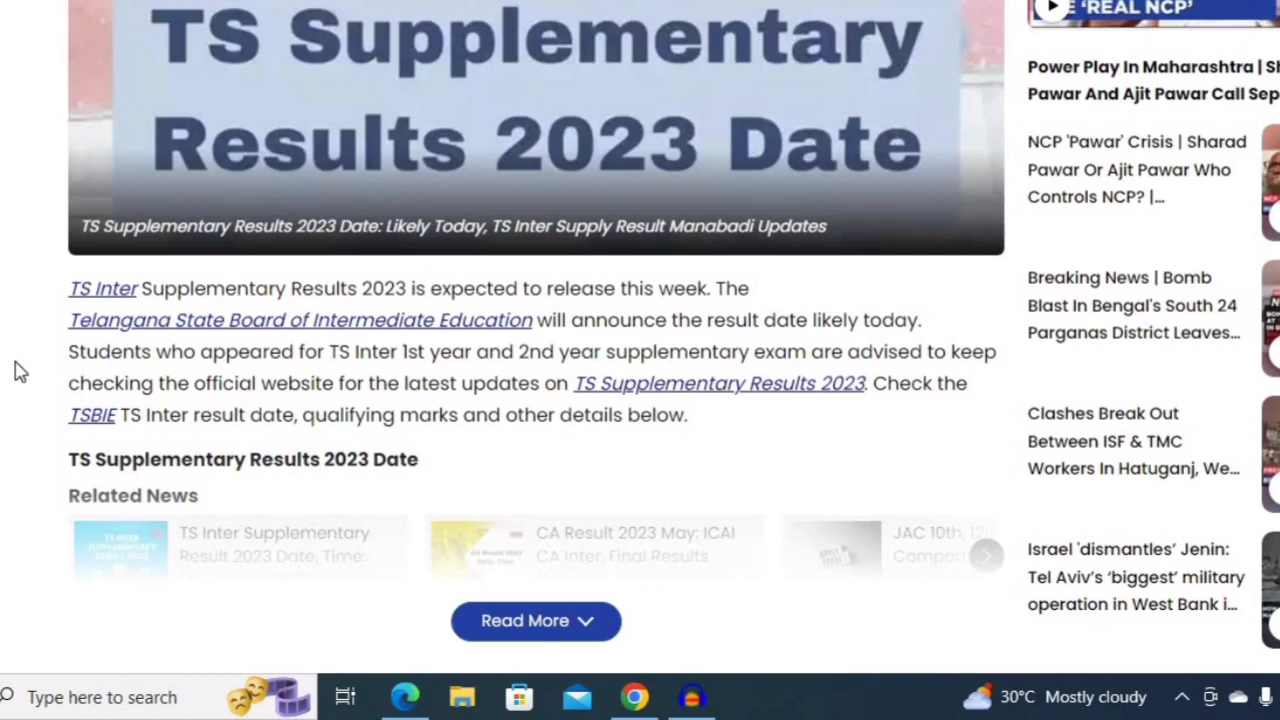 TS Supplementary
Results 2023 Date
TS Supplementary Results 2023 Date: Likely Today, TS Inter Supply Result Manabadi Updates
TS Inter Supplementary Results 2023 is expected to release this week. The
Telangana State Board of Intermediate Education will announce the result date likely today.
Students who appeared for TS Inter 1st year and 2nd year supplementary exam are advised to keep
checking the official website for the latest updates on TS Supplementary Results 2023. Check the
TSBIE TS Inter result date, qualifying marks and other details below.
TS Supplementary Results 2023 Date
Related News
TS Inter Supplementary
Result 2023 Date, Time:
CA Result 2023 May: ICAI
CA Inter, Final Results
JAC 10th,
Read More
'REAL NCP'
Power Play In Maharashtra |
Pawar And Ajit Pawar Call
NCP 'Pawar' Crisis | Sharad
Pawar Or Ajit Pawar Who
Controls NCP? |...
Breaking News | Bomb
Blast In Bengal's South 24
Parganas District Leaves...
Clashes Break Out
Between ISF & TMC
Workers In Hatuganj, We...
Israel 'dismantles' Jenin:
Tel Aviv's 'biggest' military
operation in West Bank i...
Type here to search
30°C Mostly cloudy